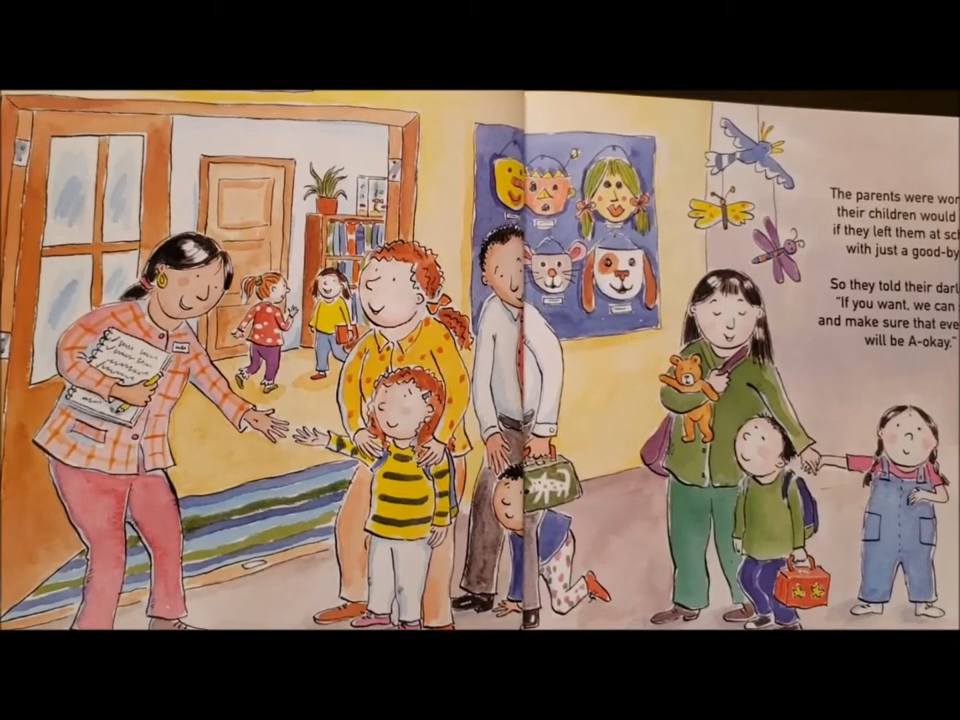 The parents were wor
their children would
if they left them at sc
with just a good-by
So they told their darl
"If you want, we can
and make sure that eve
will be A-okay."